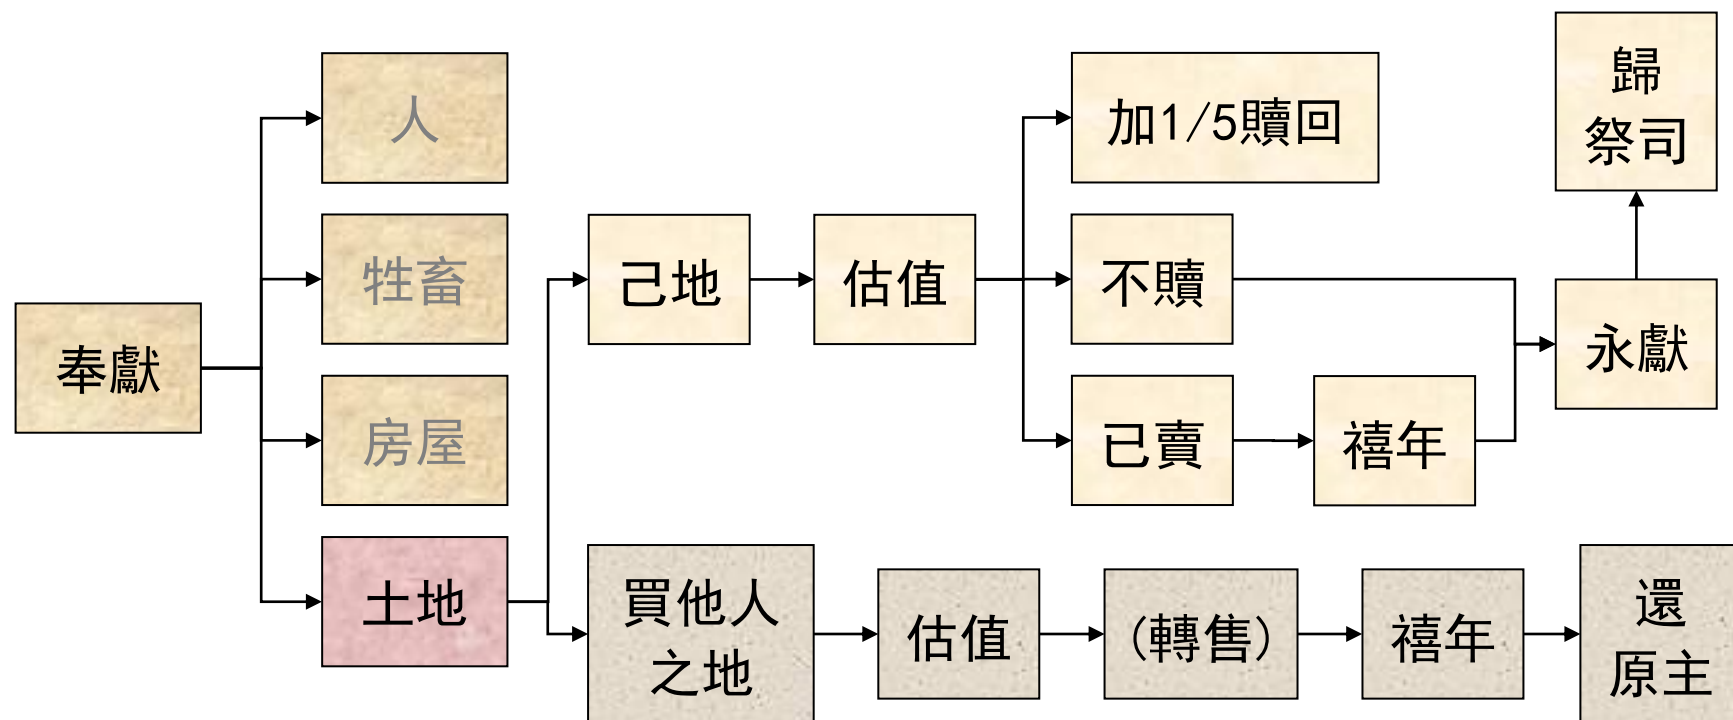 奉獻
人
牲畜
房屋
土地
己地
估值
加1/5贖回
不贖
已賣
禧年
永獻
歸
祭司
買他人
之地
估值
(轉售)
禧年
還
原主